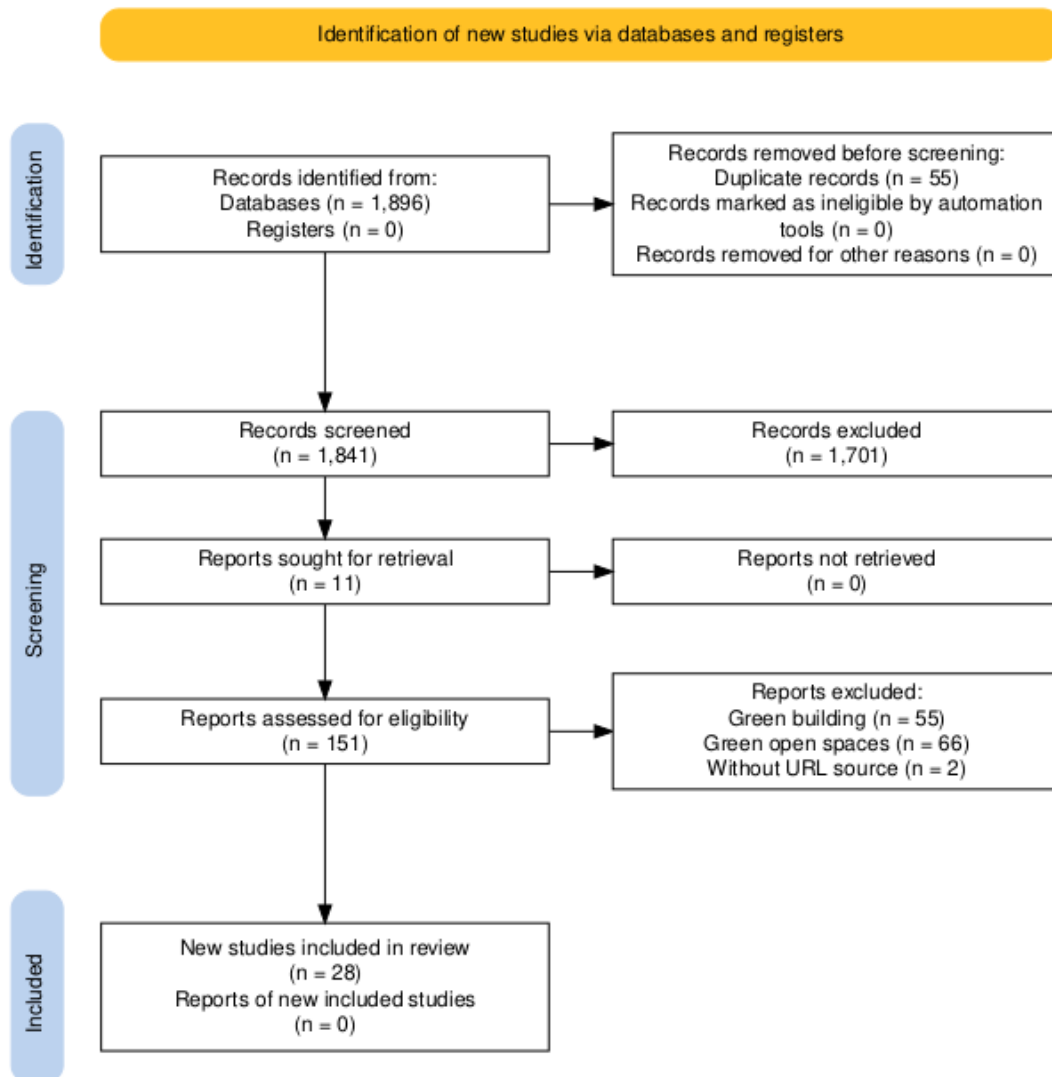 Identification of new studies via databases and registers
Identification
Records identified from:
Databases (n = 1,896)
Registers (n = 0)
Records removed before screening:
Duplicate records (n = 55)
Records marked as ineligible by automation
tools (n = 0)
Records removed for other reasons (n = 0)
Screening
Records screened
(n = 1,841)
Records excluded
(n = 1,701)
Reports sought for retrieval
(n = 11)
Reports not retrieved
(n = 0)
Reports assessed for eligibility
(n = 151)
Reports excluded:
Green building (n = 55)
Green open spaces (n = 66)
Without URL source (n = 2)
Included
New studies included in review
(n = 28)
Reports of new included studies
(n = 0)